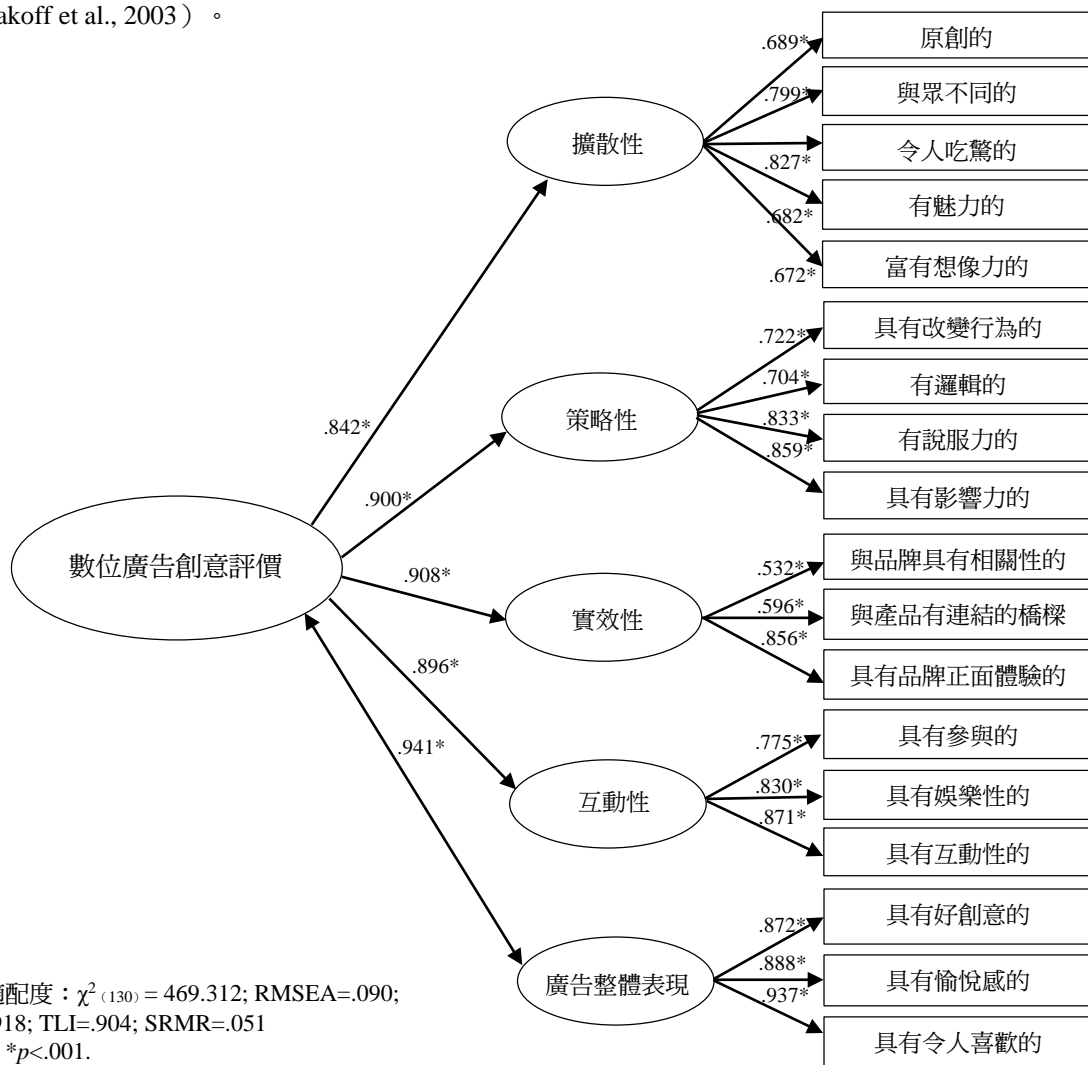 akoff et al., 2003）。
.689*
原創的
.799*
與眾不同的
擴散性
令人吃驚的
.827*
有魅力的
.682*
富有想像力的
.672*
具有改變行為的
.722*
有邏輯的
.704*
策略性
.833*
有說服力的
.842*
.859*
具有影響力的
.900*
數位廣告創意評價
.908*
.532*
與品牌具有相關性的
實效性
.596*
與產品有連結的橋樑
.856*
具有品牌正面體驗的
.896*
.941*
.775*
具有參與的
互動性
.830*
具有娛樂性的
.871*
具有互動性的
.872*
具有好創意的
廣告整體表現
.888*
具有愉悅感的
.937*
具有令人喜歡的
適配度：χ² (130) = 469.312; RMSEA=.090;
918; TLI=.904; SRMR=.051
*p<.001.